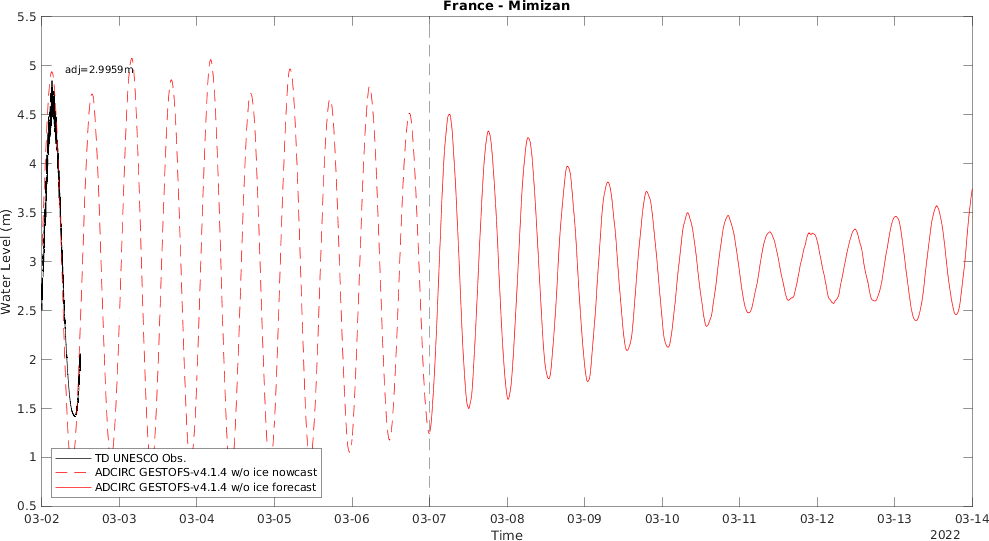 France - Mimizan
5.5
5
4.5
4
3.5
3
2.5
2
1.5
1
0.5
Water Level (m)
adj=2.9959m
TD UNESCO Obs.
ADCIRC GESTOFS-v4.1.4 w/o ice nowcast
ADCIRC GESTOFS-v4.1.4 w/o ice forecast
03-02 03-03 03-04 03-05 03-06 03-07 03-08 03-09 03-10 03-11 03-12 03-13 03-14
Time
2022